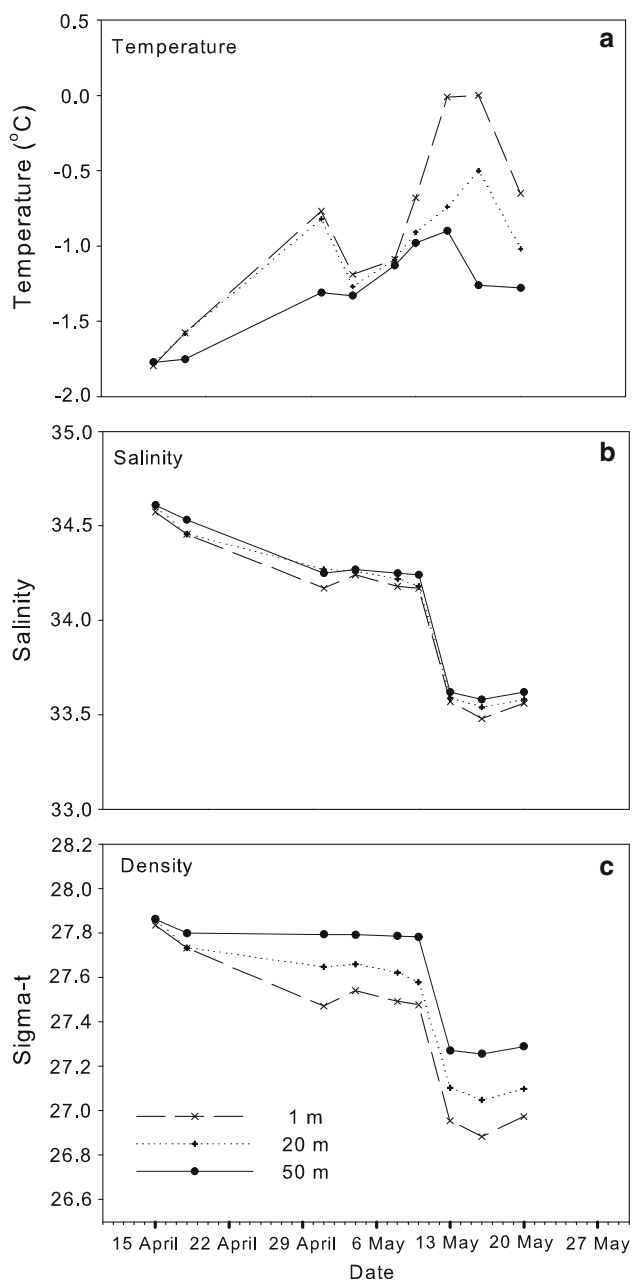 0.5
a
Temperature
0.0
-0.5
-1.0
-1.5
-2.0
Temperature (°C)
35.0
b
Salinity
34.5
34.0
33.5
33.0
Salinity
28.2
c
Density
28.0
27.8
27.6
27.4
27.2
27.0
26.8
26.6
Sigma-t
1 m
20 m
50 m
15 April 22 April 29 April 6 May 13 May 20 May 27 May
Date